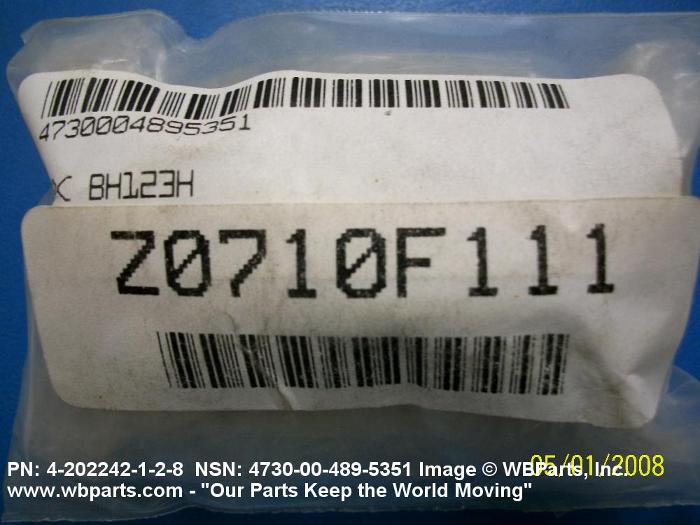 4730004895351
BH123H
Z0710F111
05/01/2008
PN: 4-202242-1-2-8 NSN: 4730-00-489-5351 Image © WBParts, Inc.
www.wbparts.com - "Our Parts Keep the World Moving"